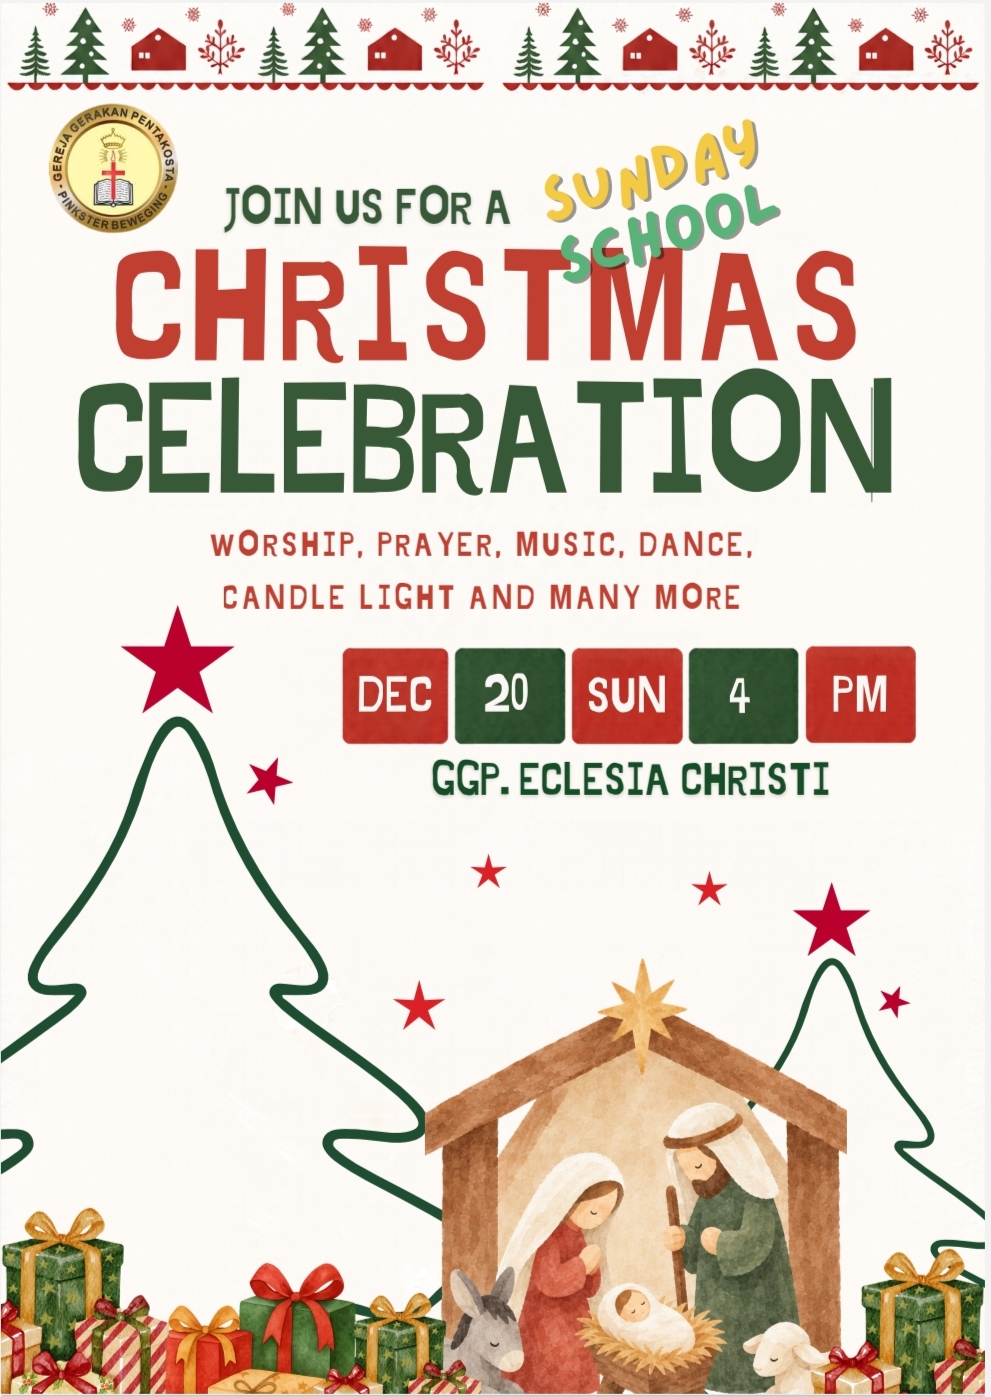 GEREJA GERAKAN PENTAKOSTA
PINKSTER BEWEGING
JOIN US FOR A
SUNDAY
SCHOOL
CHRISTMAS
CELEBRATION
WORSHIP, PRAYER, MUSIC, DANCE,
CANDLE LIGHT AND MANY MORE
DEC 20 SUN 4 PM
GGP. ECLESIA CHRISTI